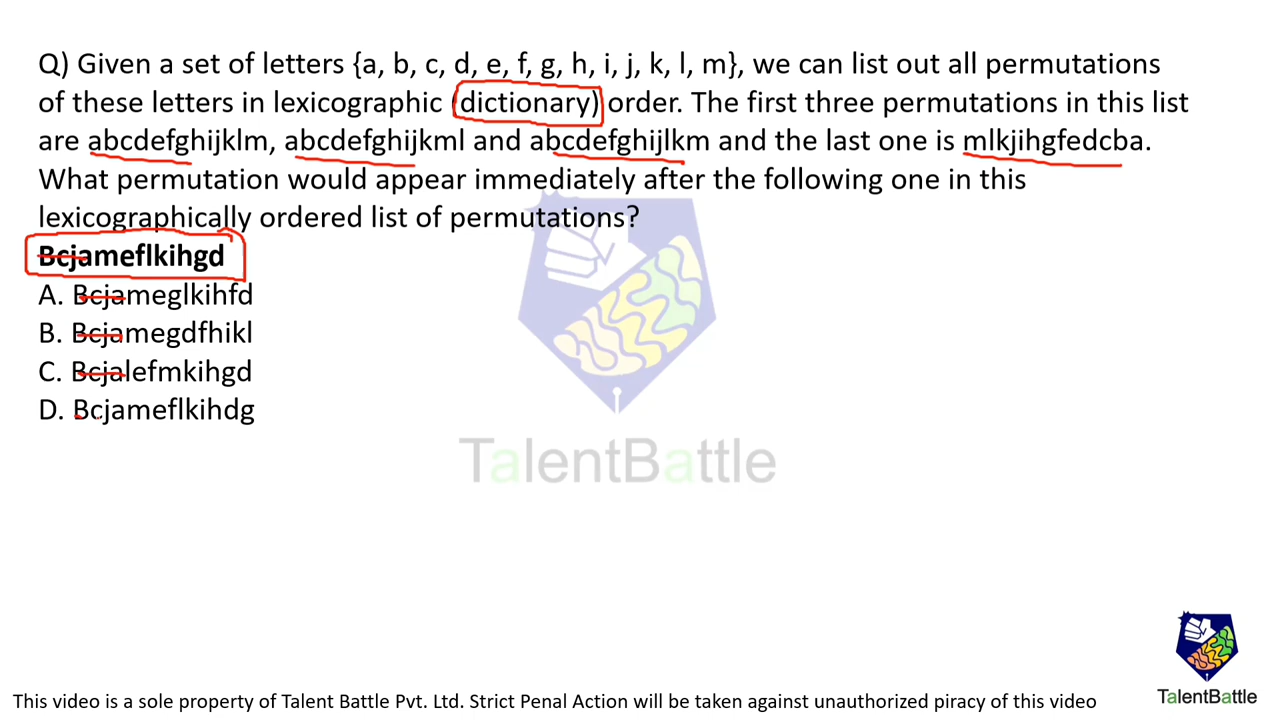 Q) Given a set of letters {a, b, c, d, e, f, g, h, i, j, k, l, m}, we can list out all permutations
of these letters in lexicographic (dictionary) order. The first three permutations in this list
are abcdefghijklm, abcdefghijkml and abcdefghijlkm and the last one is mlkjihgfedcba.
What permutation would appear immediately after the following one in this
lexicographically ordered list of permutations?
Bcjameflkihgd
A. Bcjameglkihfd
B. Bcjamegdfhikl
C. Bcjalefmkihgd
D. Bcjameflkihdg
TalentBattle
TalentBattle
This video is a sole property of Talent Battle Pvt. Ltd. Strict Penal Action will be taken against unauthorized piracy of this video